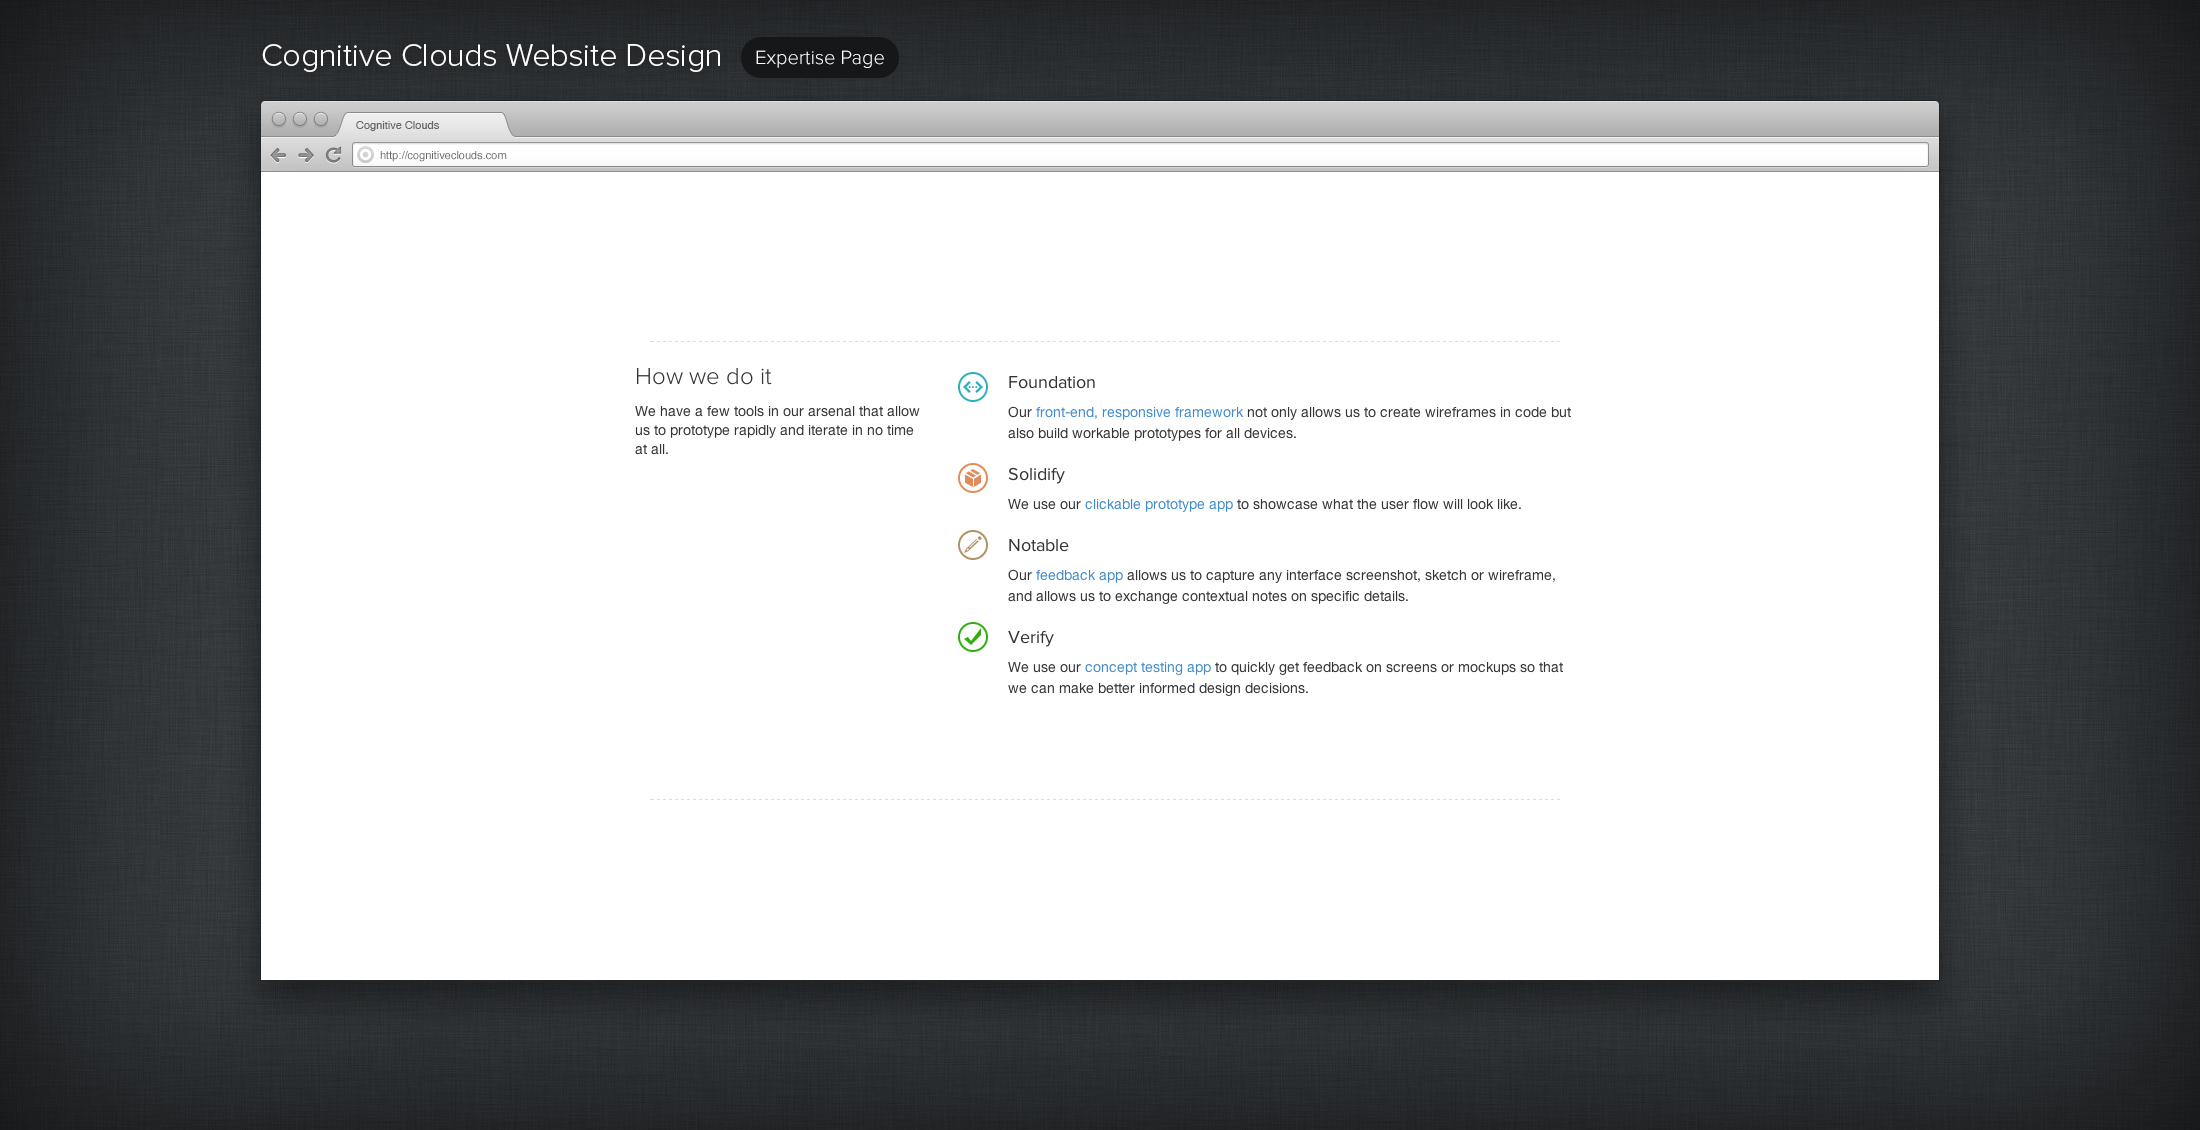 Cognitive Clouds Website Design
Expertise Page
Cognitive Clouds
http://cognitiveclouds.com
How we do it
We have a few tools in our arsenal that allow
us to prototype rapidly and iterate in no time
at all.
Foundation
Our front-end, responsive framework not only allows us to create wireframes in code but
also build workable prototypes for all devices.
Solidify
We use our clickable prototype app to showcase what the user flow will look like.
Notable
Our feedback app allows us to capture any interface screenshot, sketch or wireframe,
and allows us to exchange contextual notes on specific details.
Verify
We use our concept testing app to quickly get feedback on screens or mockups so that
we can make better informed design decisions.